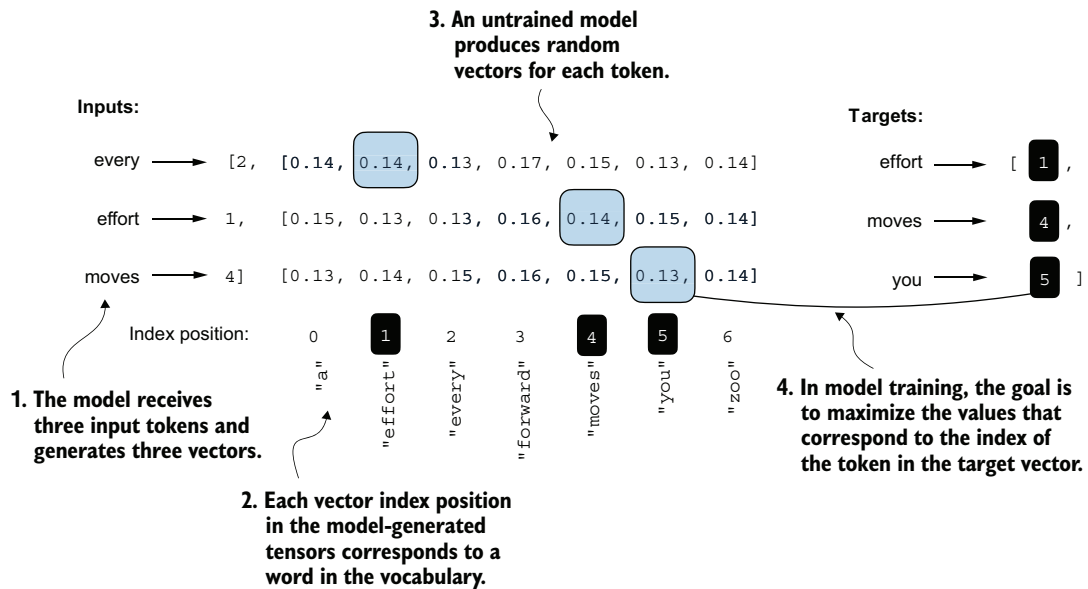 3. An untrained model
produces random
vectors for each token.
Inputs:
Targets:
every [2, [0.14, 0.14, 0.13, 0.17, 0.15, 0.13, 0.14] effort [ 1 ,
effort 1, [0.15, 0.13, 0.13, 0.16, 0.14, 0.15, 0.14] moves 4 ,
moves 4] [0.13, 0.14, 0.15, 0.16, 0.15, 0.13, 0.14] you 5 ]
Index position: 0 1 2 3 4 5 6
"a"
"effort"
"every"
"forward"
"moves"
"you"
"zoo"
1. The model receives
three input tokens and
generates three vectors.
2. Each vector index position
in the model-generated
tensors corresponds to a
word in the vocabulary.
4. In model training, the goal is
to maximize the values that
correspond to the index of
the token in the target vector.